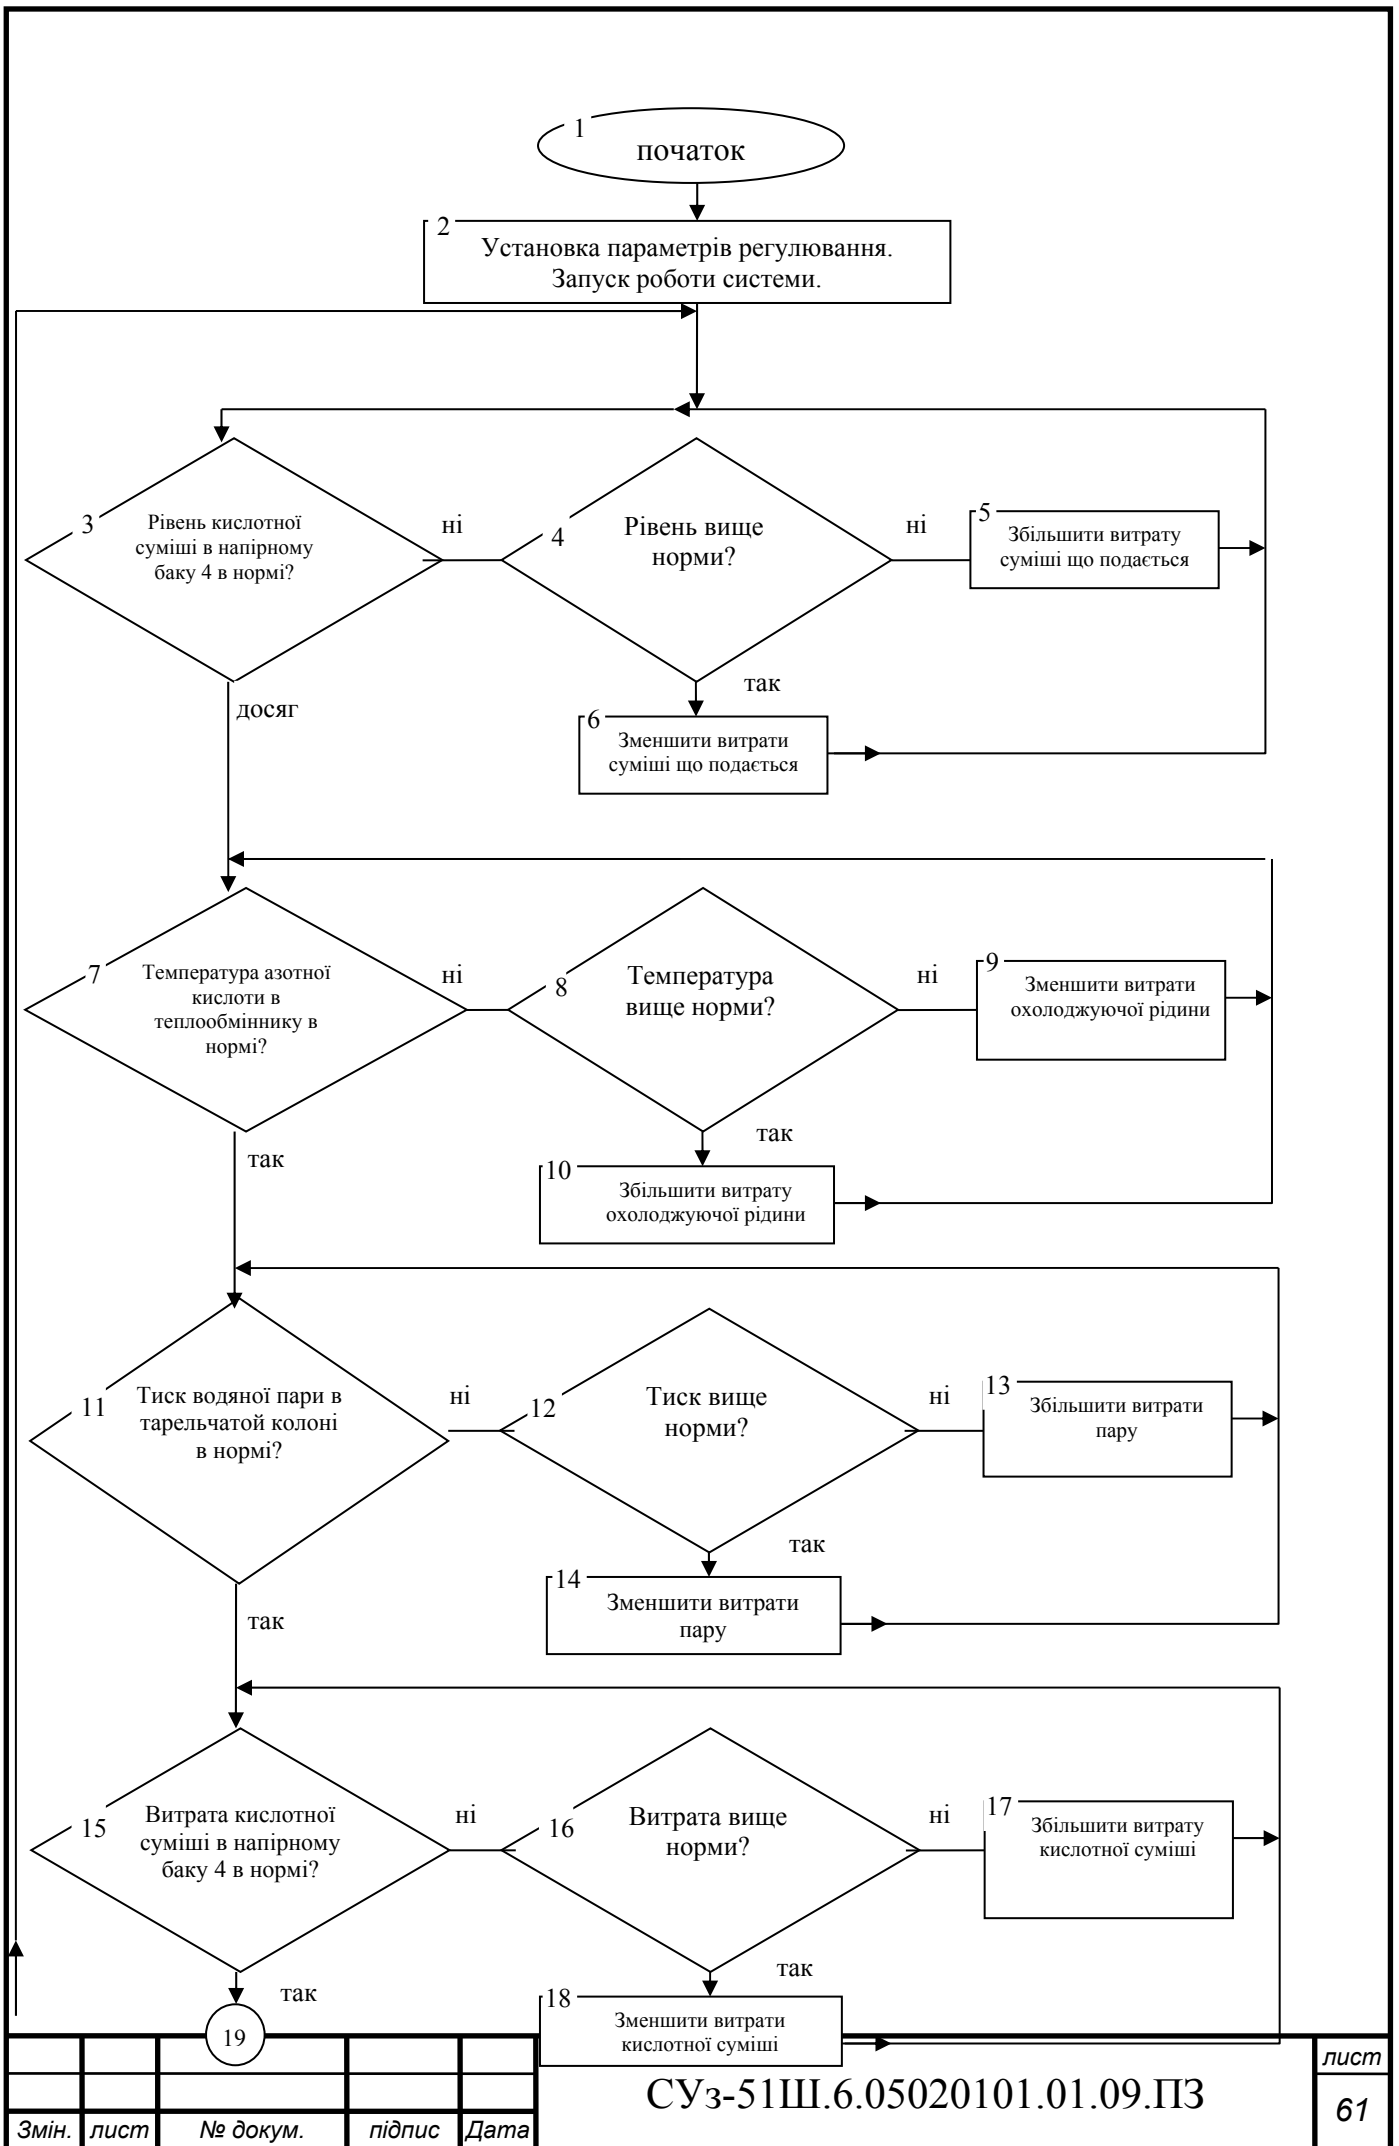 1
початок
2
Установка параметрів регулювання.
Запуск роботи системи.
3
Рівень кислотної
суміші в напірному
баку 4 в нормі?
ні
4
Рівень вище
норми?
ні
5
Збільшити витрату
суміші що подається
досяг
так
6
Зменшити витрати
суміші що подається
7
Температура азотної
кислоти в
теплообміннику в
нормі?
ні
8
Температура
вище норми?
ні
9
Зменшити витрати
охолоджуючої рідини
так
так
10
Збільшити витрату
охолоджуючої рідини
11
Тиск водяної пари в
тарельчатой колоні
в нормі?
ні
12
Тиск вище
норми?
ні
13
Збільшити витрати
пару
так
так
14
Зменшити витрати
пару
15
Витрата кислотної
суміші в напірному
баку 4 в нормі?
ні
16
Витрата вище
норми?
ні
17
Збільшити витрату
кислотної суміші
так
так
19
18
Зменшити витрати
кислотної суміші
СУз-51Ш.6.05020101.01.09.ПЗ
лист
61
Змін. лист № докум. підпис Дата